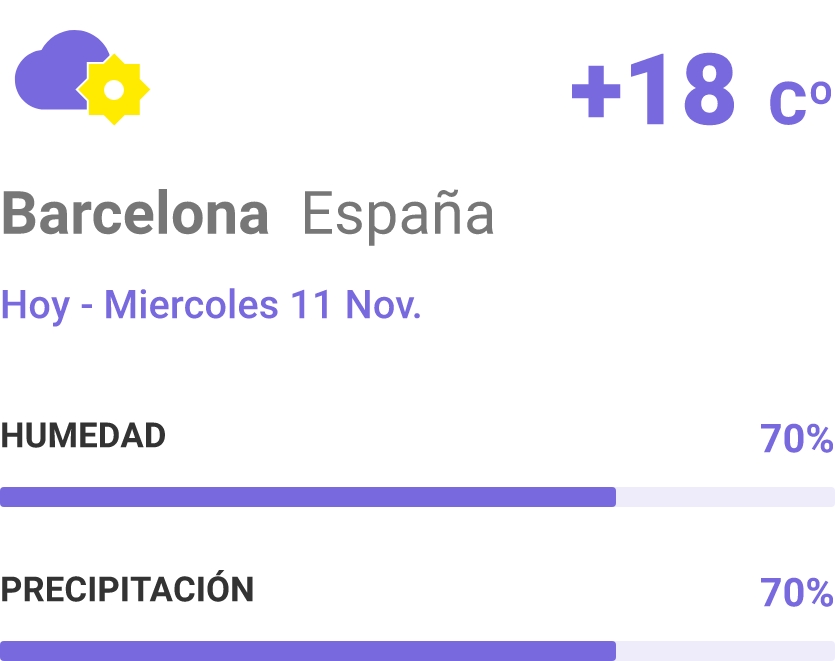 +18 Cº
Barcelona España
Hoy - Miercoles 11 Nov.
HUMEDAD 70%
PRECIPITACIÓN 70%